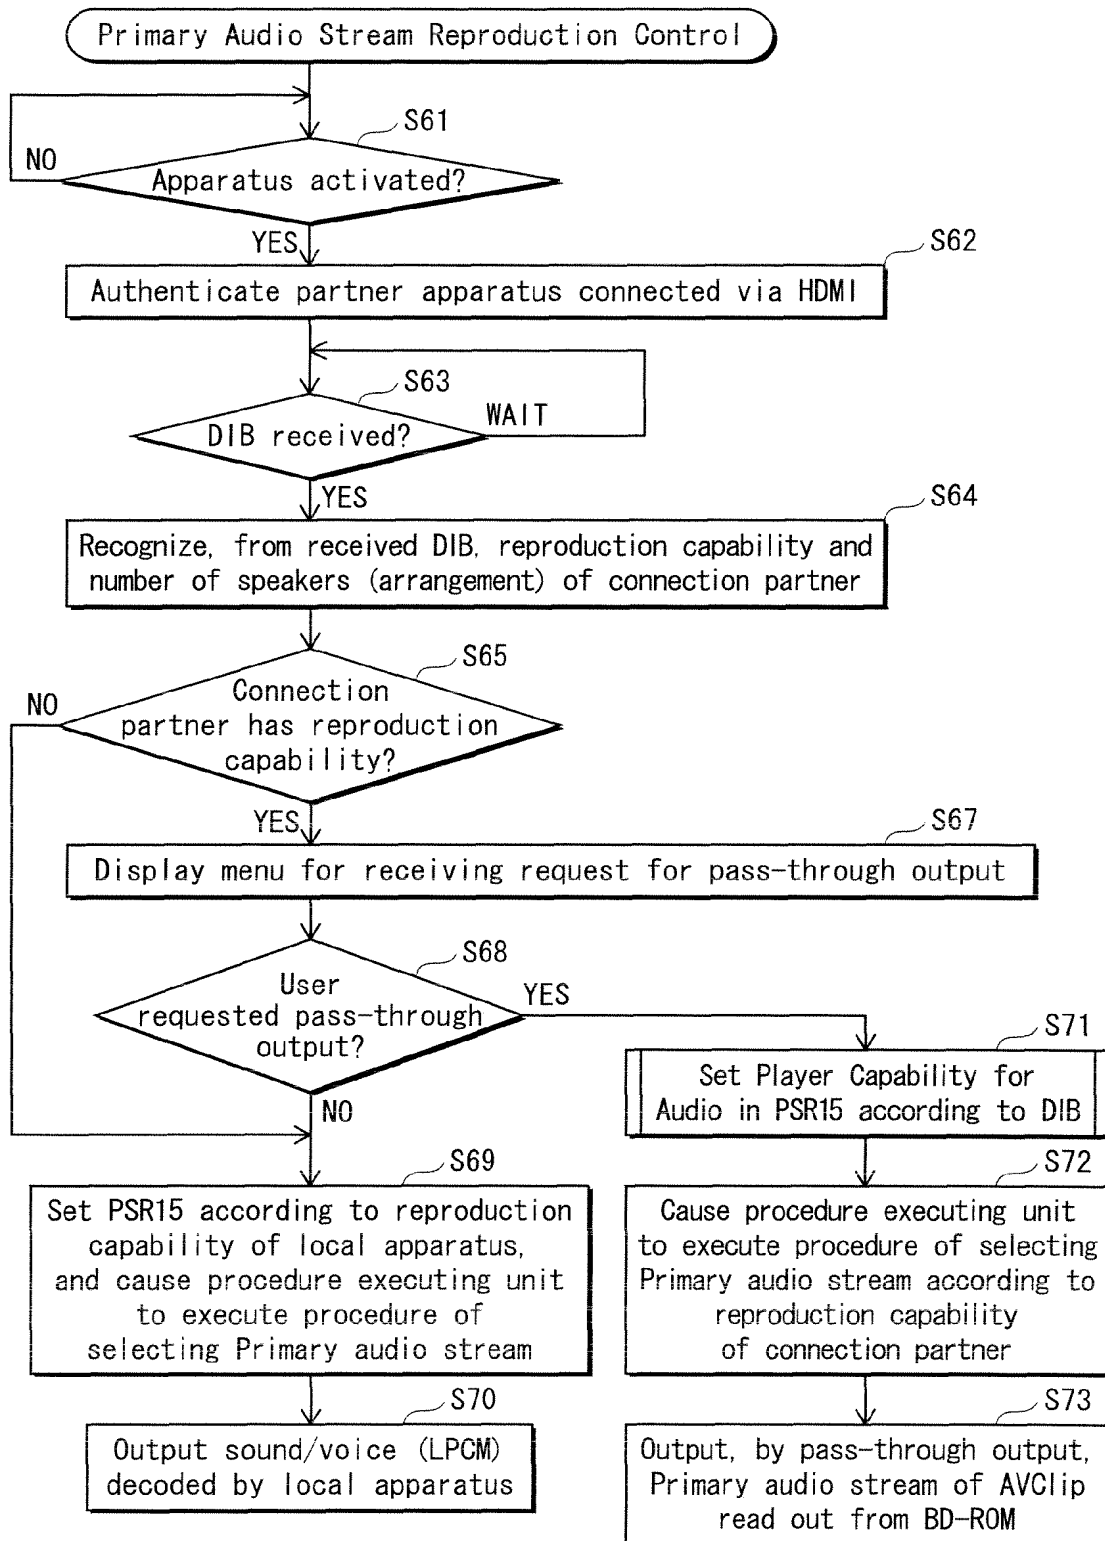 Primary Audio Stream Reproduction Control
S61
NO
Apparatus activated?
YES
S62
Authenticate partner apparatus connected via HDMI
S63
WAIT
DIB received?
YES
S64
Recognize, from received DIB, reproduction capability and
number of speakers (arrangement) of connection partner
S65
NO
Connection
partner has reproduction
capability?
YES
S67
Display menu for receiving request for pass-through output
S68
User
requested pass-through
output?
YES
NO
S71
Set Player Capability for
Audio in PSR15 according to DIB
S69
Set PSR15 according to reproduction
capability of local apparatus,
and cause procedure executing unit
to execute procedure of
selecting Primary audio stream
S72
Cause procedure executing unit
to execute procedure of selecting
Primary audio stream according to
reproduction capability
of connection partner
S70
Output sound/voice (LPCM)
decoded by local apparatus
S73
Output, by pass-through output,
Primary audio stream of AVClip
read out from BD-ROM